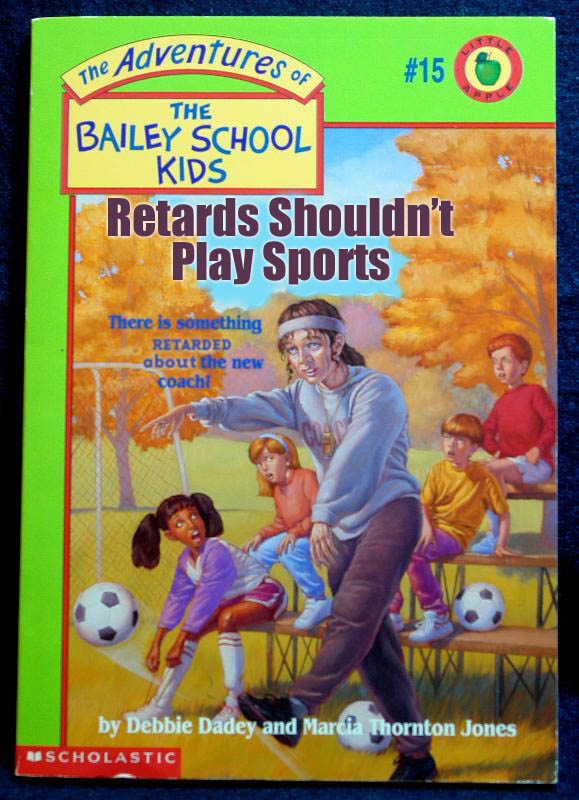 The Adventures of
THE
BAILEY SCHOOL
KIDS
#15
LITTLE
APPLE
Retards Shouldn't
Play Sports
There is something
RETARDED
about the new
coach!
COACH
by Debbie Dadey and Marcia Thornton Jones
SCHOLASTIC